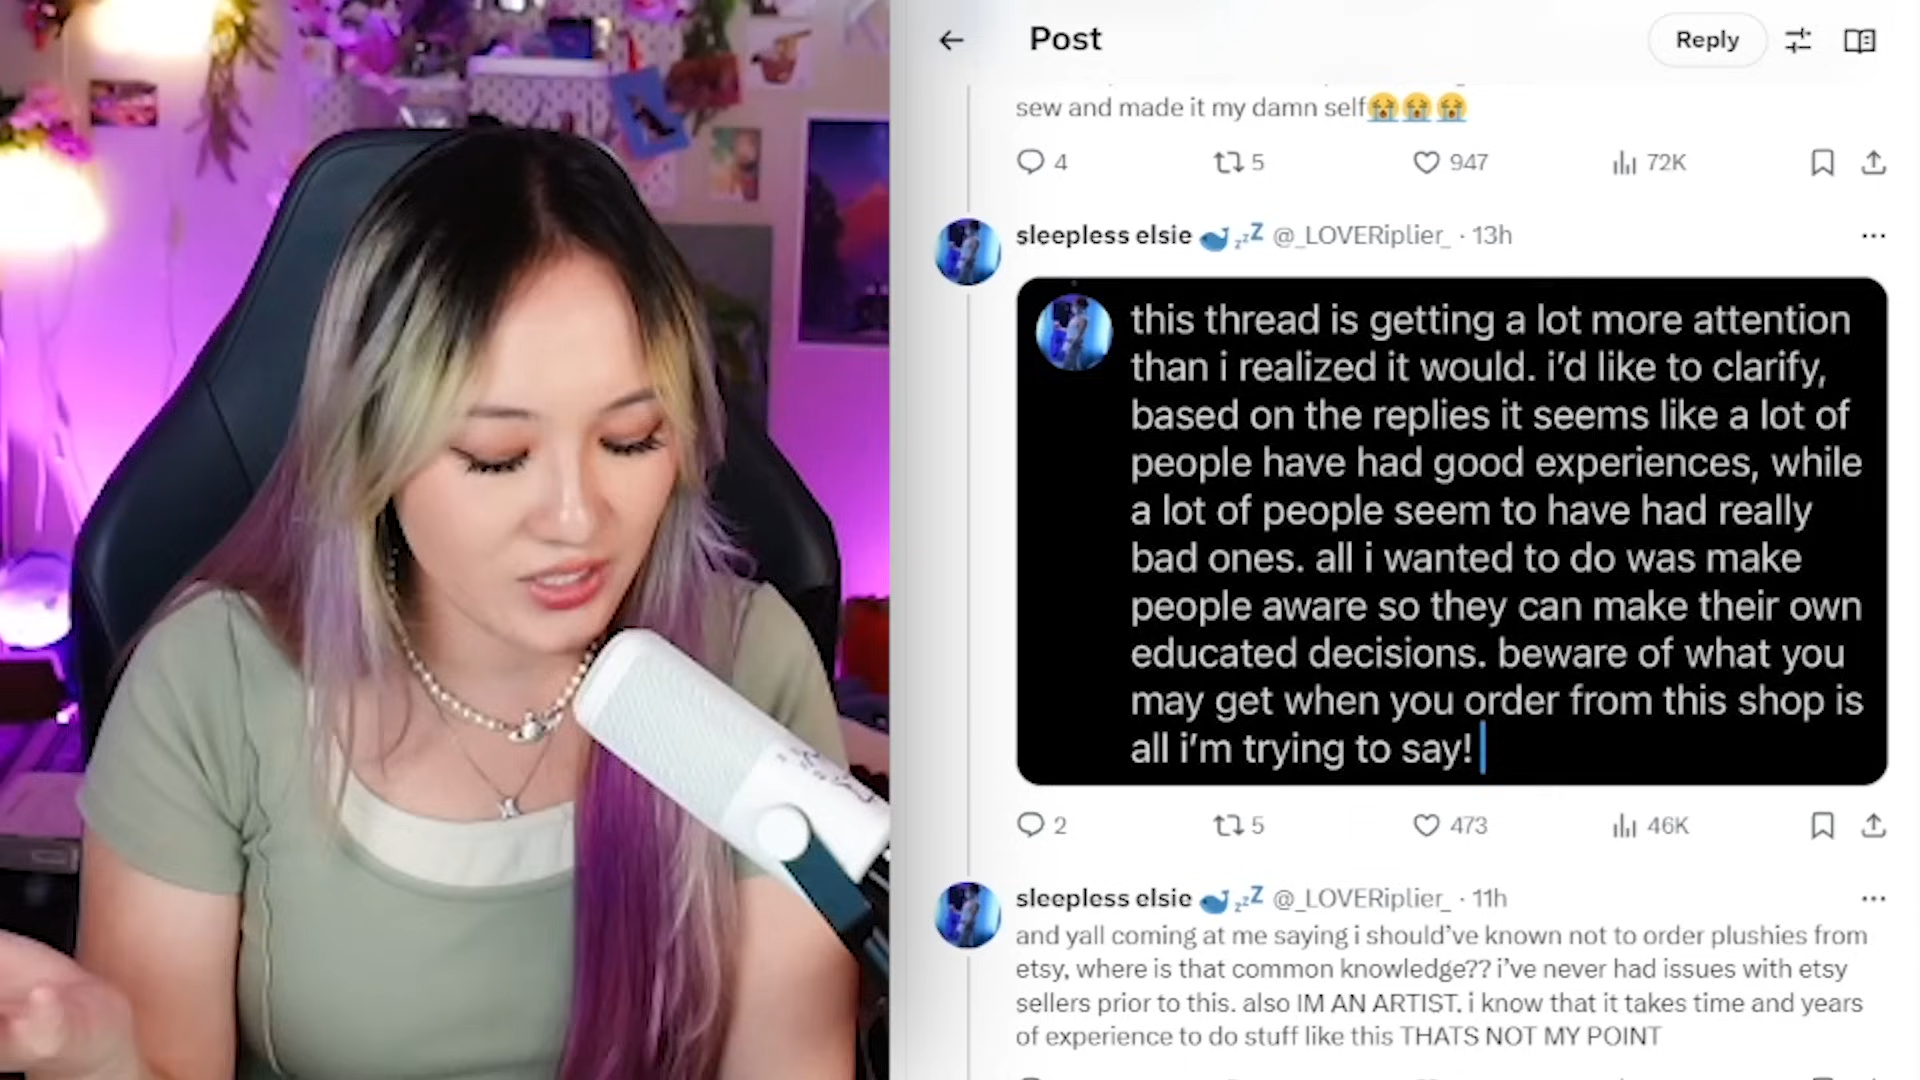 Post
Reply
sew and made it my damn self😭😭😭
4
5
947
72K
sleepless elsie 🐳💤 @_LOVERiplier_ · 13h
this thread is getting a lot more attention
than i realized it would. i’d like to clarify,
based on the replies it seems like a lot of
people have had good experiences, while
a lot of people seem to have had really
bad ones. all i wanted to do was make
people aware so they can make their own
educated decisions. beware of what you
may get when you order from this shop is
all i’m trying to say!
2
5
473
46K
sleepless elsie 🐳💤 @_LOVERiplier_ · 11h
and yall coming at me saying i should’ve known not to order plushies from
etsy, where is that common knowledge?? i’ve never had issues with etsy
sellers prior to this. also IM AN ARTIST. i know that it takes time and years
of experience to do stuff like this THATS NOT MY POINT